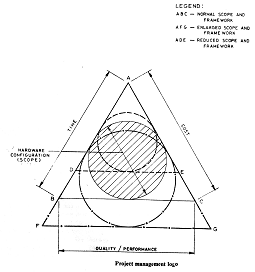 LEGEND:
ABC — NORMAL SCOPE AND
FRAMEWORK
AFG — ENLARGED SCOPE AND
FRAMEWORK
ADE — REDUCED SCOPE AND
FRAMEWORK
A
TIME
COST
HARDWARE
CONFIGURATION
(SCOPE)
D
E
B
C
F
G
QUALITY / PERFORMANCE
Project management logo